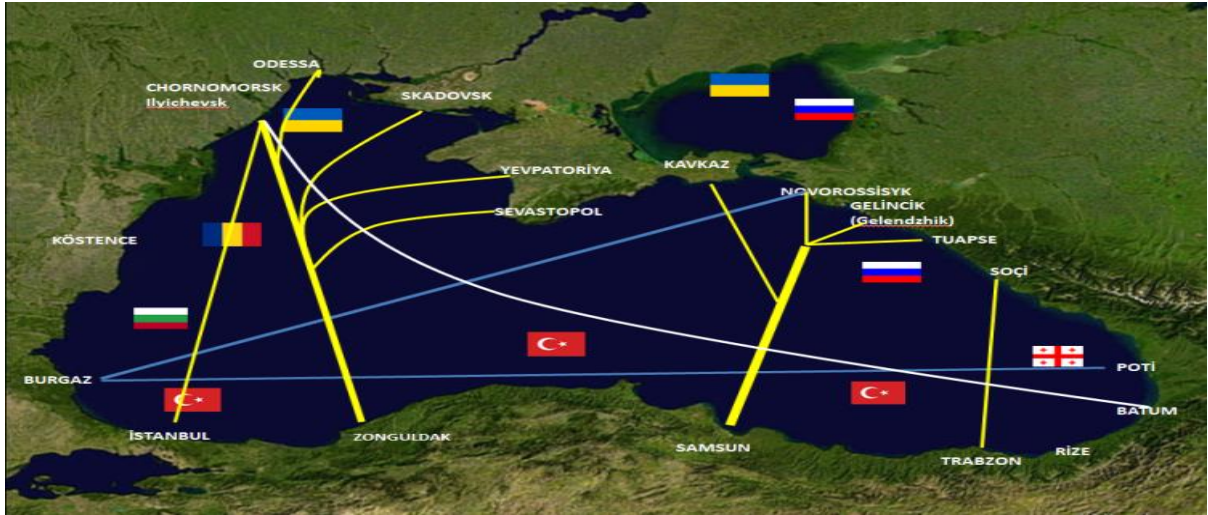 ODESSA
CHORNOMORSK
Ilyichevsk
SKADOVSK
KAVKAZ
YEVPATORİYA
NOVOROSSİSYK
GELİNCİK
(Gelendzhik)
SEVASTOPOL
KÖSTENCE
TUAPSE
SOÇİ
POTİ
BURGAZ
BATUM
İSTANBUL
ZONGULDAK
SAMSUN
RİZE
TRABZON